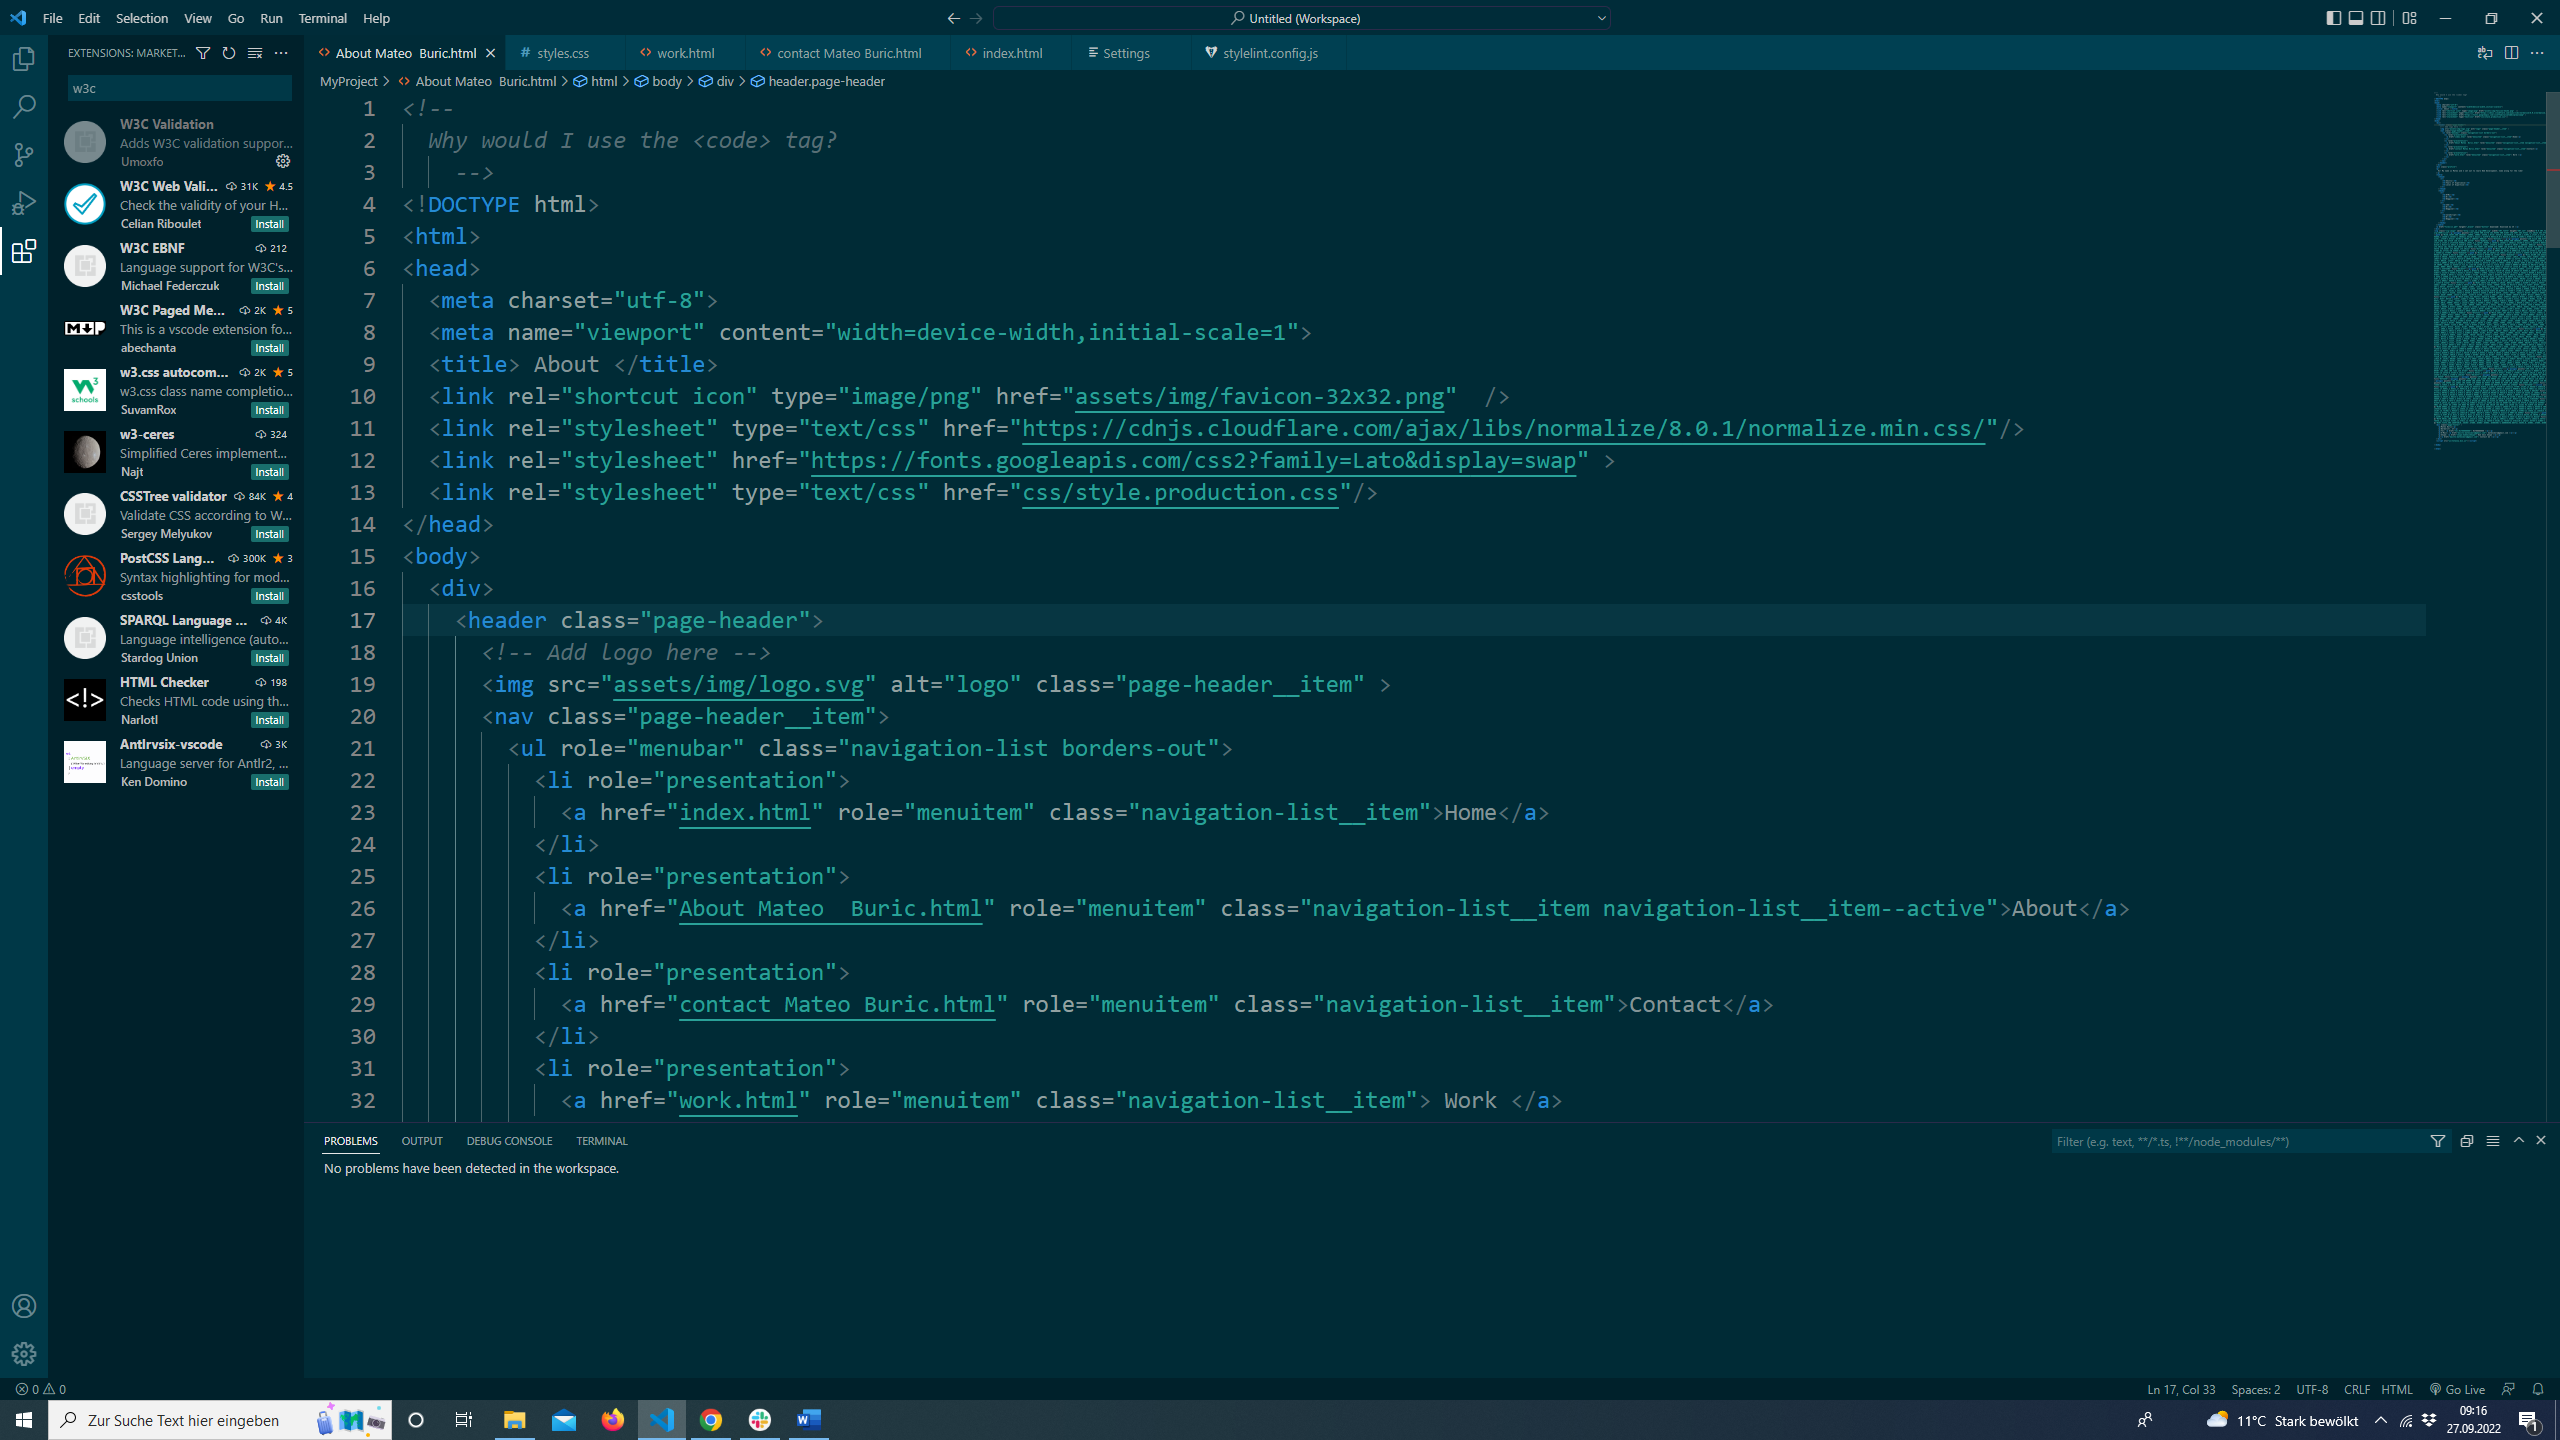 File Edit Selection View Go Run Terminal Help
Untitled (Workspace)
EXTENSIONS: MARKET...
w3c
W3C Validation
Adds W3C validation suppor...
Umoxfo
W3C Web Vali... 31K 4.5
Check the validity of your H...
Celian Riboulet Install
W3C EBNF 212
Language support for W3C's...
Michael Federczuk Install
W3C Paged Me... 2K 5
This is a vscode extension fo...
abechanta Install
w3.css autocom... 2K 5
w3.css class name completio...
SuvamRox Install
w3-ceres 324
Simplified Ceres implement...
Najt Install
CSSTree validator 84K 4
Validate CSS according to W...
Sergey Melyukov Install
PostCSS Lang... 300K 3
Syntax highlighting for mod...
csstools Install
SPARQL Language ... 4K
Language intelligence (auto...
Stardog Union Install
HTML Checker 198
Checks HTML code using th...
Narlotl Install
Antlrvsix-vscode 3K
Language server for Antlr2, ...
Ken Domino Install
About Mateo  Buric.html styles.css work.html contact Mateo Buric.html index.html Settings stylelint.config.js
MyProject > About Mateo  Buric.html > html > body > div > header.page-header
1 <!--
2 Why would I use the <code> tag?
3 -->
4 <!DOCTYPE html>
5 <html>
6 <head>
7 <meta charset="utf-8">
8 <meta name="viewport" content="width=device-width,initial-scale=1">
9 <title> About </title>
10 <link rel="shortcut icon" type="image/png" href="assets/img/favicon-32x32.png"  />
11 <link rel="stylesheet" type="text/css" href="https://cdnjs.cloudflare.com/ajax/libs/normalize/8.0.1/normalize.min.css/"/>
12 <link rel="stylesheet" href="https://fonts.googleapis.com/css2?family=Lato&display=swap" >
13 <link rel="stylesheet" type="text/css" href="css/style.production.css"/>
14 </head>
15 <body>
16 <div>
17 <header class="page-header">
18 <!-- Add logo here -->
19 <img src="assets/img/logo.svg" alt="logo" class="page-header__item" >
20 <nav class="page-header__item">
21 <ul role="menubar" class="navigation-list borders-out">
22 <li role="presentation">
23 <a href="index.html" role="menuitem" class="navigation-list__item">Home</a>
24 </li>
25 <li role="presentation">
26 <a href="About Mateo  Buric.html" role="menuitem" class="navigation-list__item navigation-list__item--active">About</a>
27 </li>
28 <li role="presentation">
29 <a href="contact Mateo Buric.html" role="menuitem" class="navigation-list__item">Contact</a>
30 </li>
31 <li role="presentation">
32 <a href="work.html" role="menuitem" class="navigation-list__item"> Work </a>
PROBLEMS OUTPUT DEBUG CONSOLE TERMINAL
Filter (e.g. text, **/*.ts, !**/node_modules/**)
No problems have been detected in the workspace.
0 0
Ln 17, Col 33 Spaces: 2 UTF-8 CRLF HTML Go Live
Zur Suche Text hier eingeben
11°C Stark bewölkt
09:16
27.09.2022
1